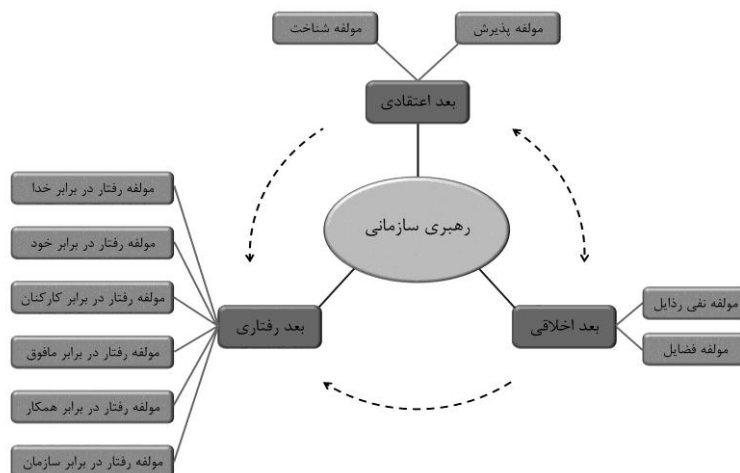 مولفه پذیرش
مولفه شناخت
بعد اعتقادی
رهبری سازمانی
بعد اخلاقی
مولفه نفی رذایل
مولفه فضایل
بعد رفتاری
مولفه رفتار در برابر خدا
مولفه رفتار در برابر خود
مولفه رفتار در برابر کارکنان
مولفه رفتار در برابر مافوق
مولفه رفتار در برابر همکار
مولفه رفتار در برابر سازمان